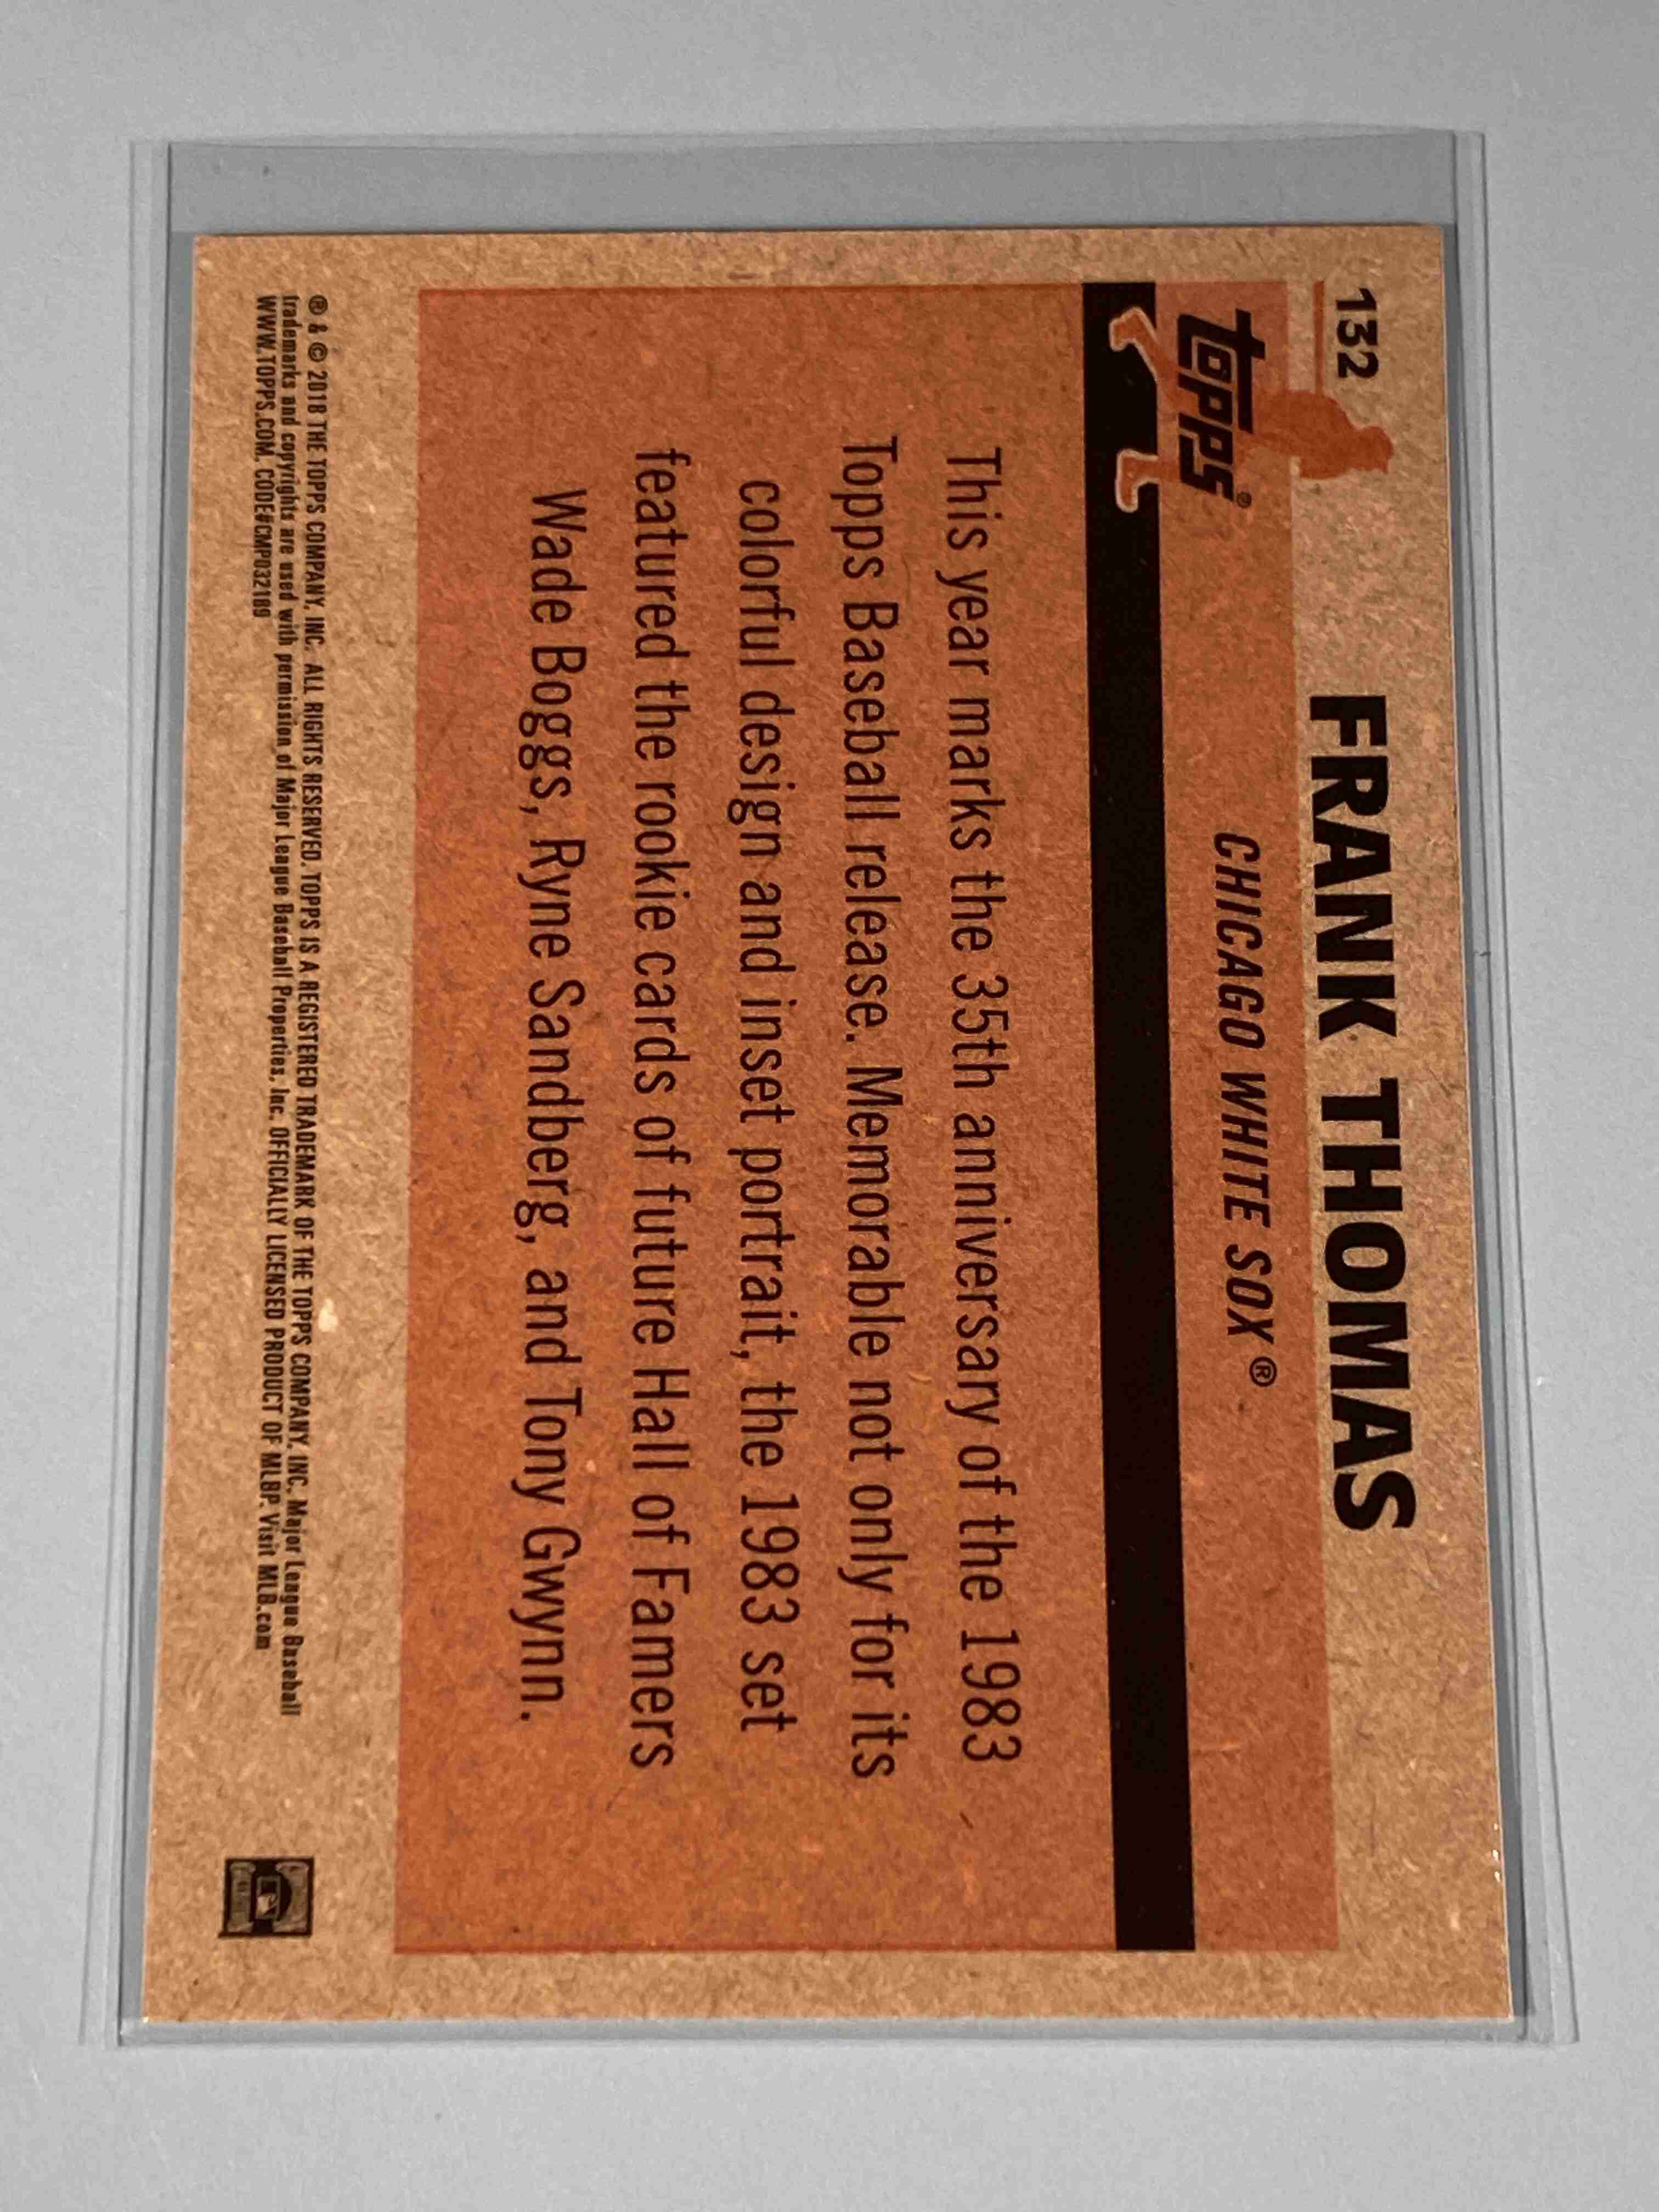 132
FRANK THOMAS
topps®
CHICAGO WHITE SOX®
This year marks the 35th anniversary of the 1983
Topps Baseball release. Memorable not only for its
colorful design and inset portrait, the 1983 set
featured the rookie cards of future Hall of Famers
Wade Boggs, Ryne Sandberg, and Tony Gwynn.
® & © 2018 THE TOPPS COMPANY, INC. ALL RIGHTS RESERVED. TOPPS IS A REGISTERED TRADEMARK OF THE TOPPS COMPANY, INC. Major League Baseball
trademarks and copyrights are used with permission of Major League Baseball Properties, Inc. OFFICIALLY LICENSED PRODUCT OF MLBP. Visit MLB.com
WWW.TOPPS.COM. CODE#CMP032189